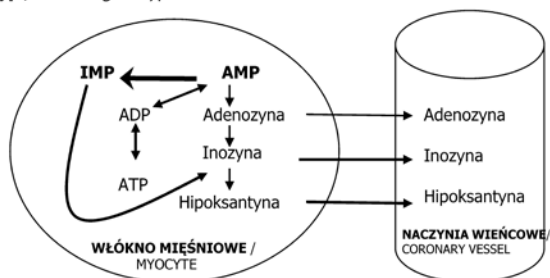 IMP AMP
ADP Adenozyna Adenozyna
Inozyna Inozyna
ATP
Hipoksantyna Hipoksantyna
WŁÓKNO MIĘŚNIOWE /
MYOCYTE
NACZYNIA WIEŃCOWE/
CORONARY VESSEL